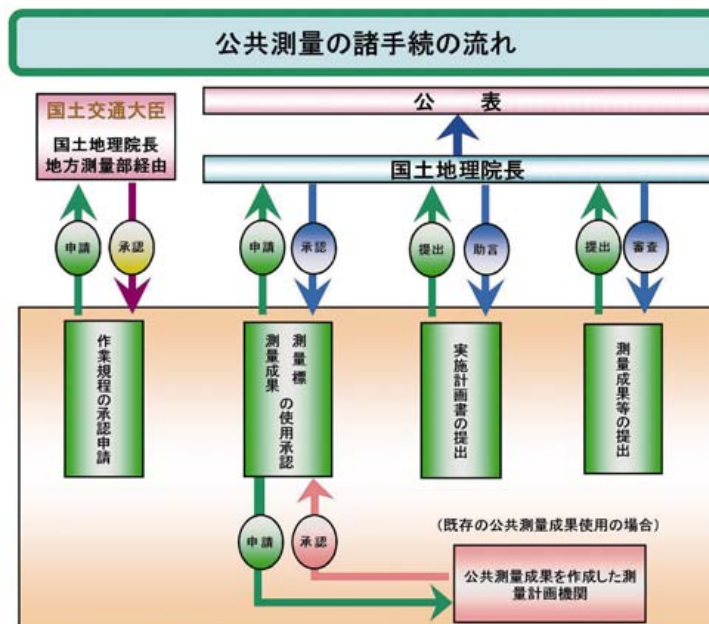 公共測量の諸手続の流れ
国土交通大臣
国土地理院長
地方測量部経由
公　　表
国土地理院長
申請
承認
申請
承認
提出
助言
提出
審査
作業規程の承認申請
測量標
測量成果
の使用承認
実施計画書の提出
測量成果等の提出
申請
承認
(既存の公共測量成果使用の場合)
公共測量成果を作成した測
量計画機関